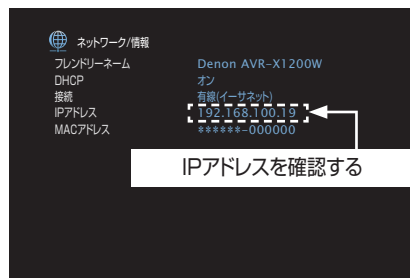 ネットワーク/情報
フレンドリーネーム Denon AVR-X1200W
DHCP オン
接続 有線(イーサネット)
IPアドレス 192.168.100.19
MACアドレス ******-000000
IPアドレスを確認する